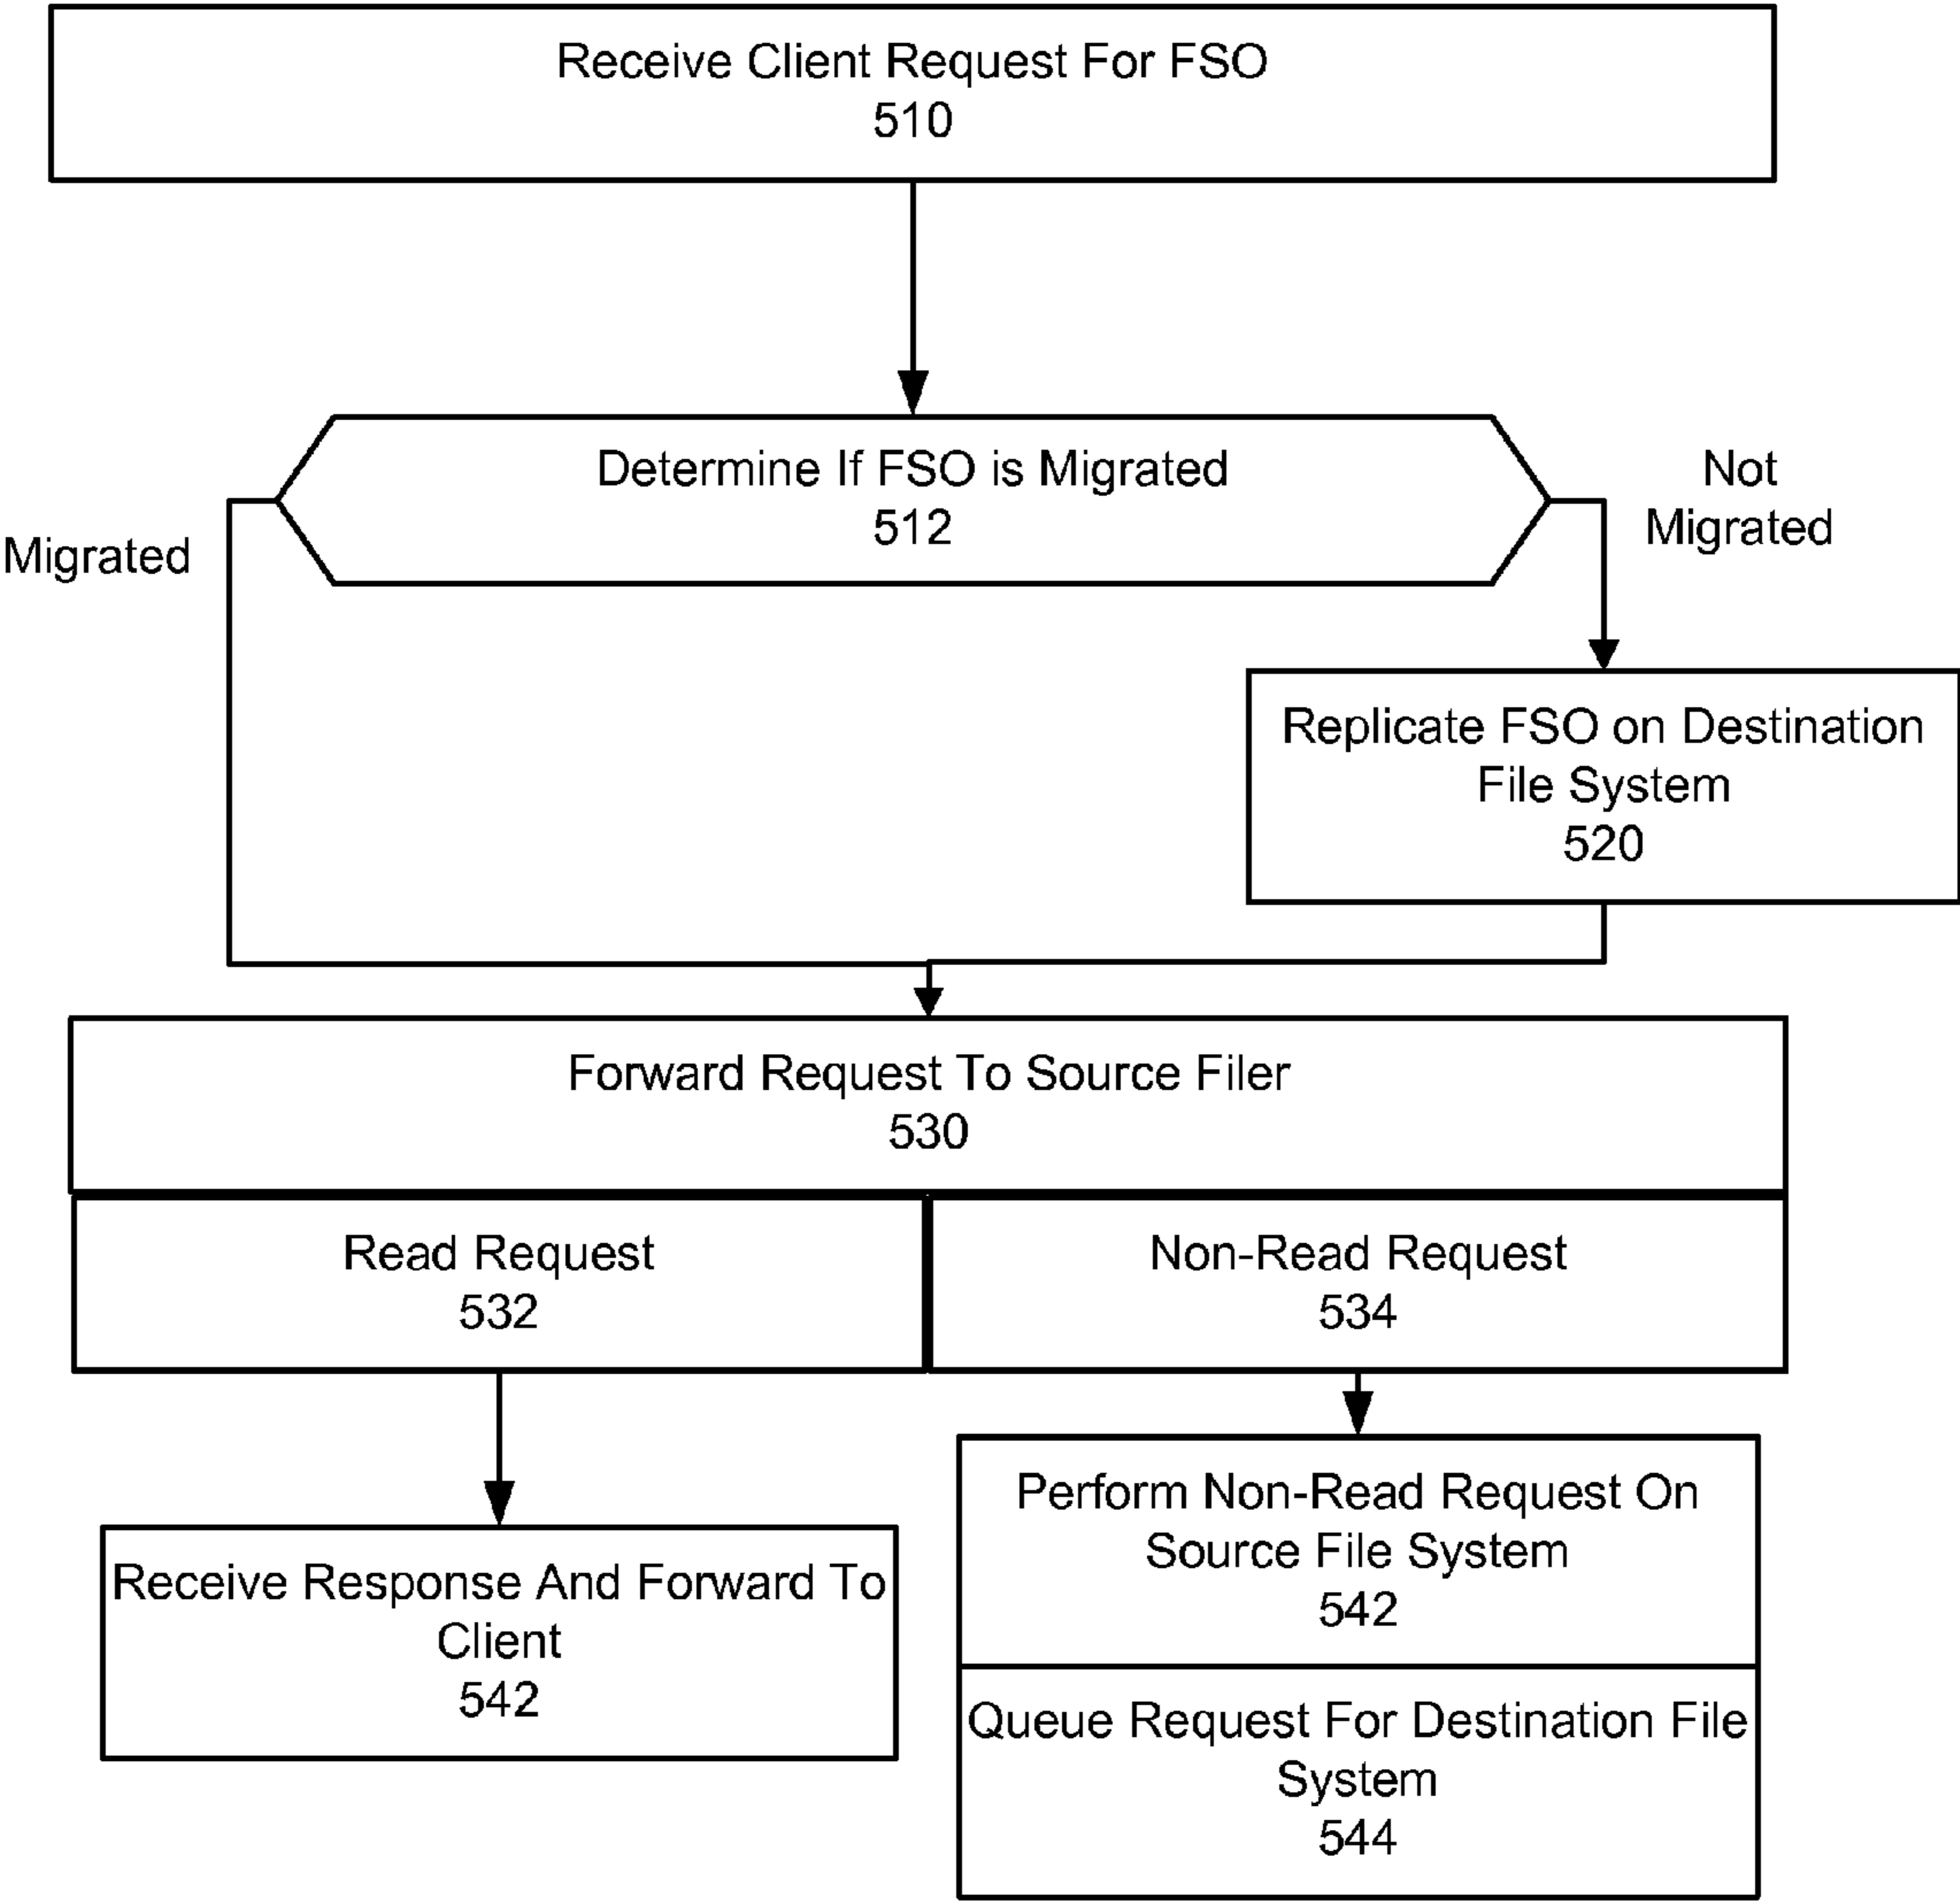 Receive Client Request For FSO
510
Determine If FSO is Migrated
512
Migrated
Not
Migrated
Replicate FSO on Destination
File System
520
Forward Request To Source Filer
530
Read Request
532
Non-Read Request
534
Receive Response And Forward To
Client
542
Perform Non-Read Request On
Source File System
542
Queue Request For Destination File
System
544